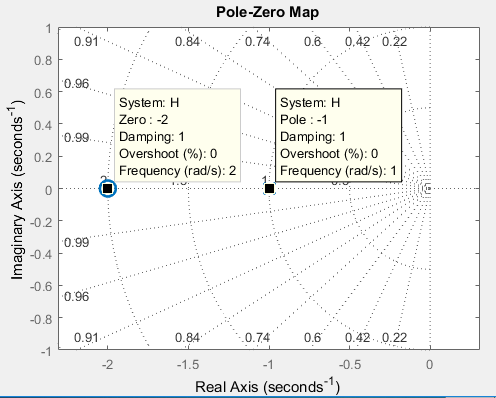 Pole-Zero Map
1
0.91
0.84
0.74
0.6
0.42
0.22
0.8
0.96
0.6
System: H
Zero : -2
Damping: 1
Overshoot (%): 0
Frequency (rad/s): 2
System: H
Pole : -1
Damping: 1
Overshoot (%): 0
Frequency (rad/s): 1
0.4
0.99
0.2
2
1
0
-0.2
0.99
-0.4
-0.6
0.96
-0.8
0.91
0.84
0.74
0.6
0.42
0.22
-1
-2
-1.5
-1
-0.5
0
Imaginary Axis (seconds⁻¹)
Real Axis (seconds⁻¹)